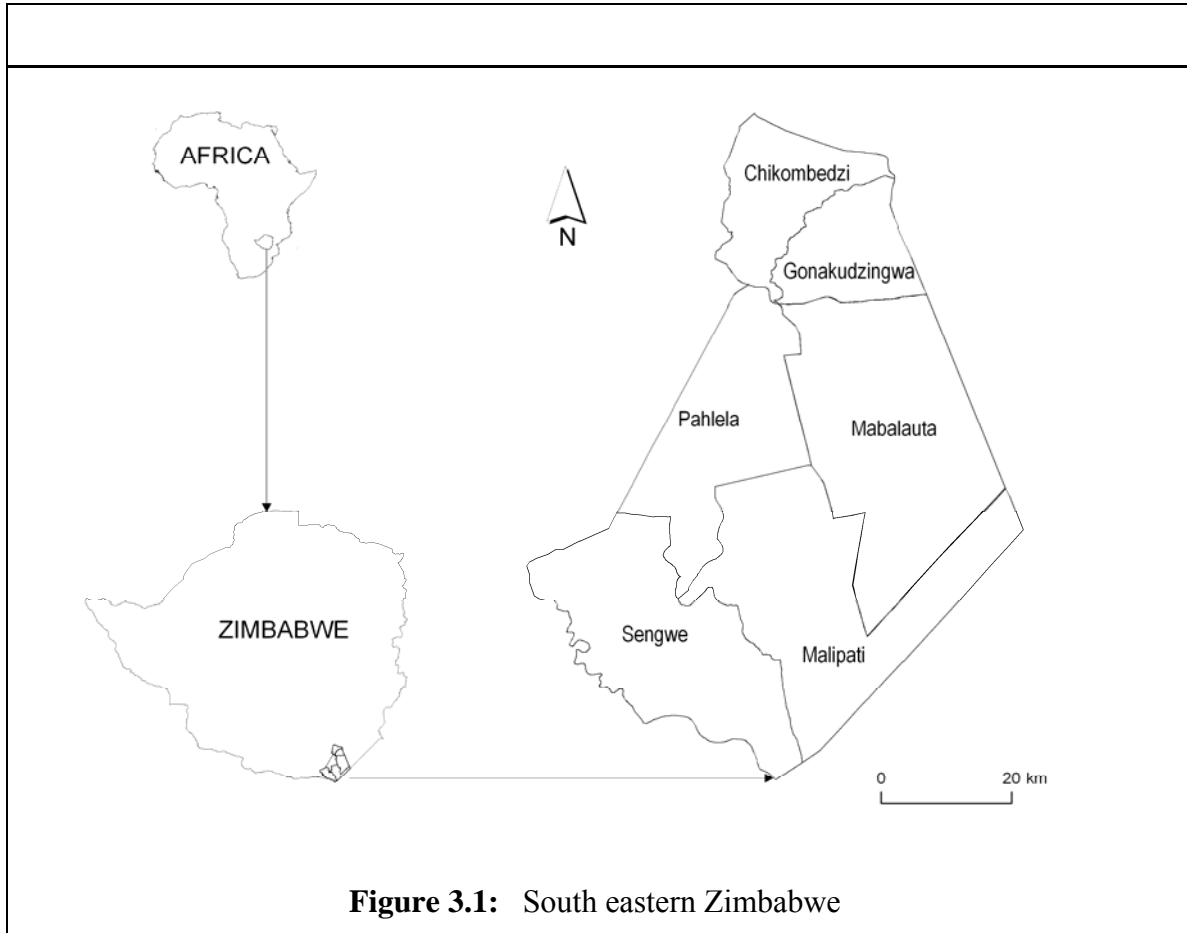 AFRICA
N
Chikombedzi
Gonakudzingwa
Pahlela
Mabalauta
ZIMBABWE
Sengwe
Malipati
0 20 km
Figure 3.1: South eastern Zimbabwe